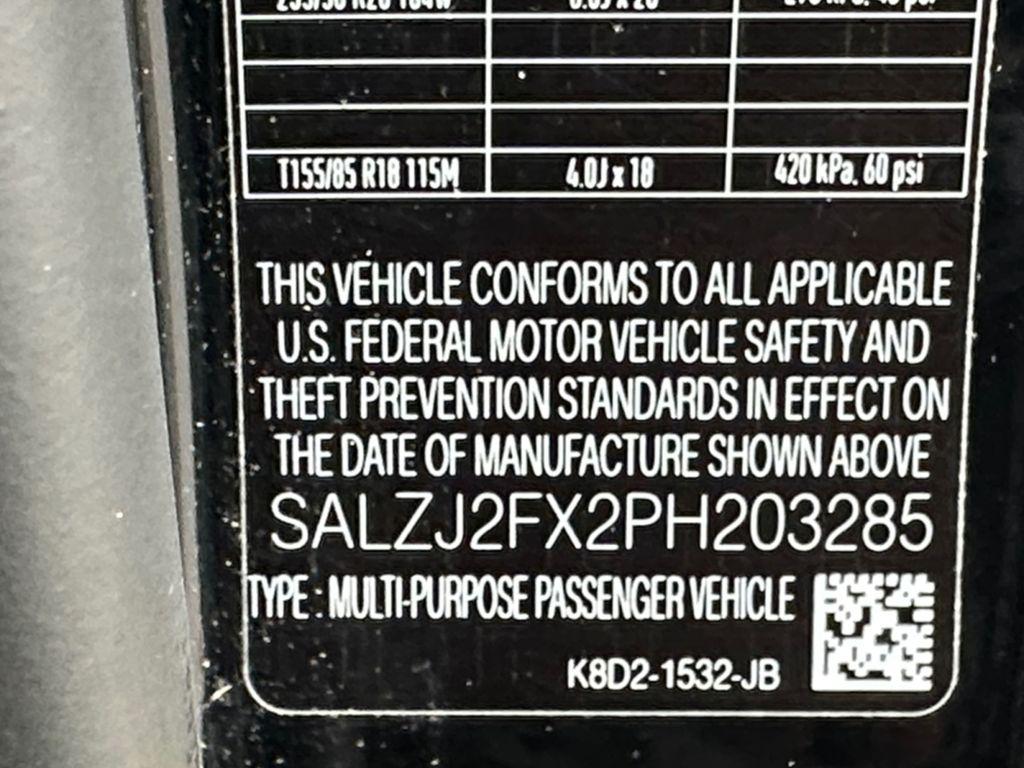 T155/85 R18 115M 4.0J x 18 420 kPa. 60 psi
THIS VEHICLE CONFORMS TO ALL APPLICABLE
U.S. FEDERAL MOTOR VEHICLE SAFETY AND
THEFT PREVENTION STANDARDS IN EFFECT ON
THE DATE OF MANUFACTURE SHOWN ABOVE
SALZJ2FX2PH203285
TYPE : MULTI-PURPOSE PASSENGER VEHICLE
K8D2-1532-JB